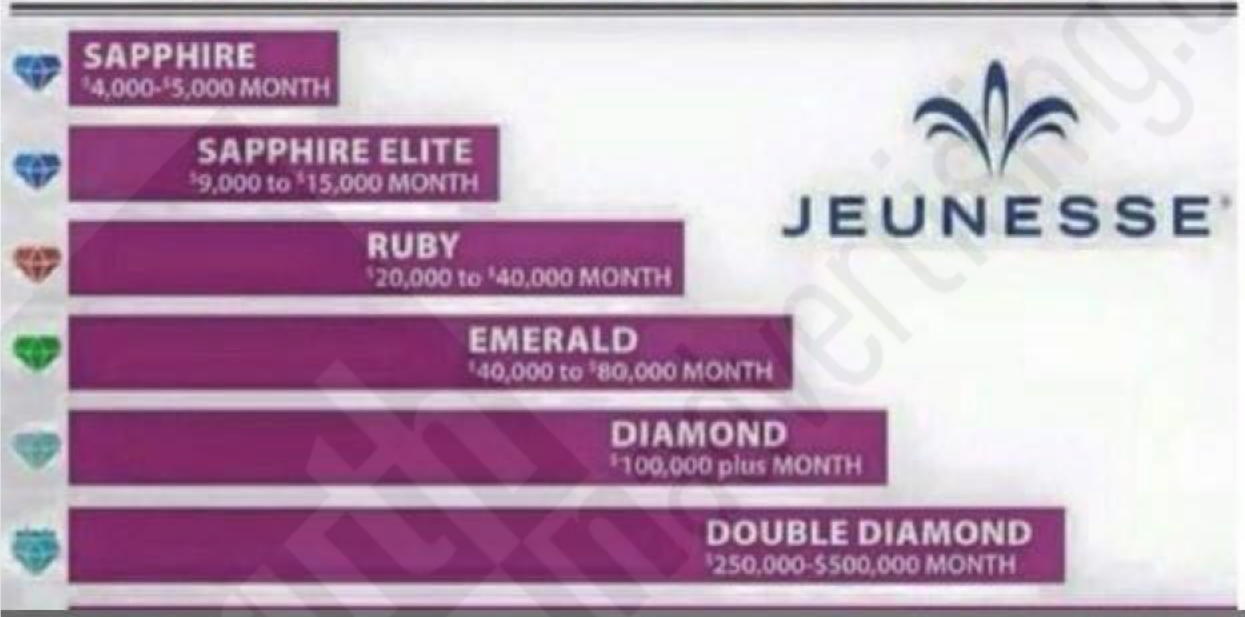 SAPPHIRE
$4,000-$5,000 MONTH
SAPPHIRE ELITE
$9,000 to $15,000 MONTH
RUBY
$20,000 to $40,000 MONTH
EMERALD
$40,000 to $80,000 MONTH
DIAMOND
$100,000 plus MONTH
DOUBLE DIAMOND
$250,000-$500,000 MONTH
JEUNESSE